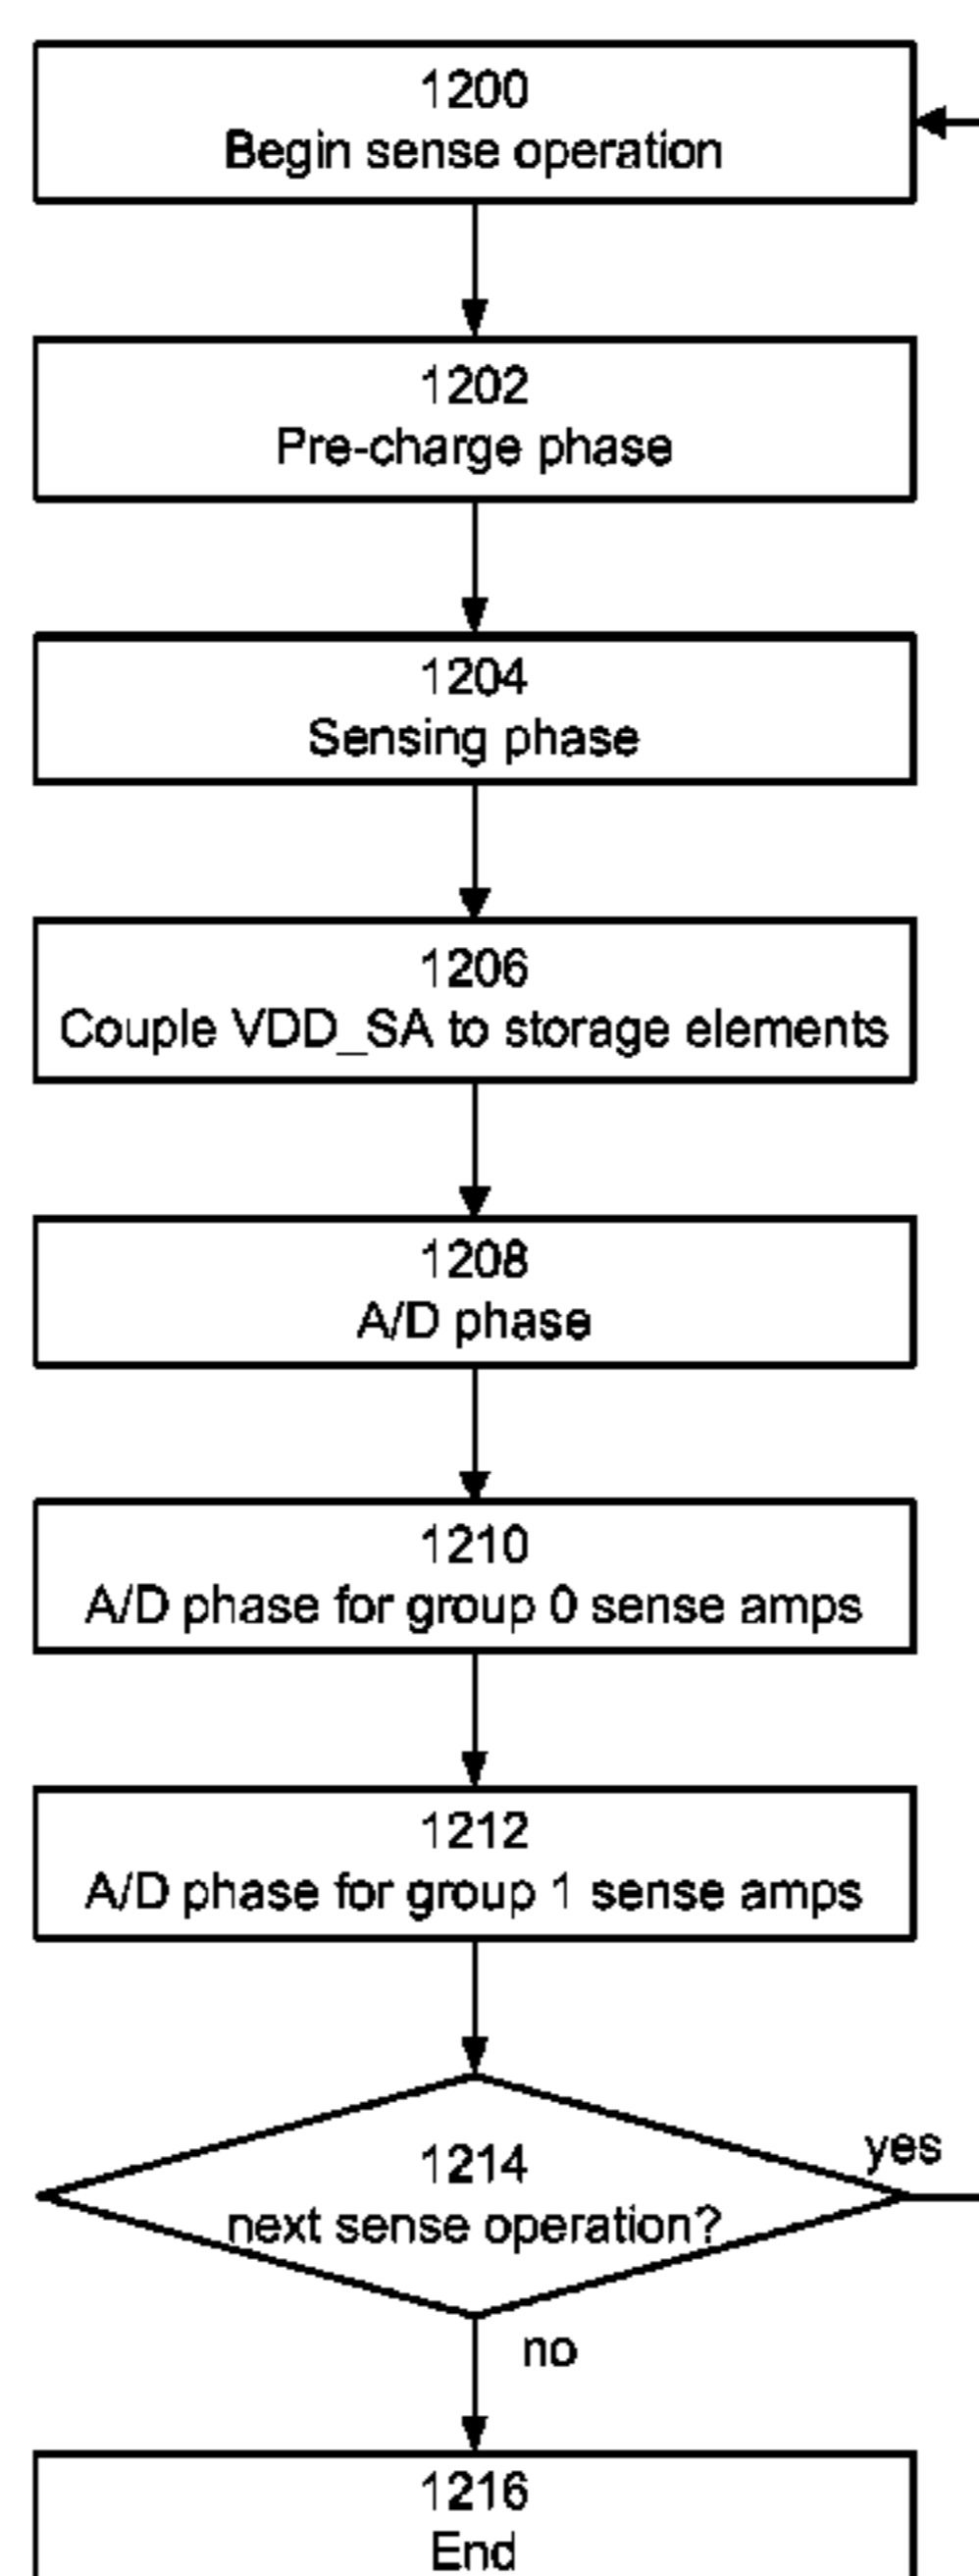 1200
Begin sense operation
1202
Pre-charge phase
1204
Sensing phase
1206
Couple VDD_SA to storage elements
1208
A/D phase
1210
A/D phase for group 0 sense amps
1212
A/D phase for group 1 sense amps
1214
next sense operation?
yes
no
1216
End